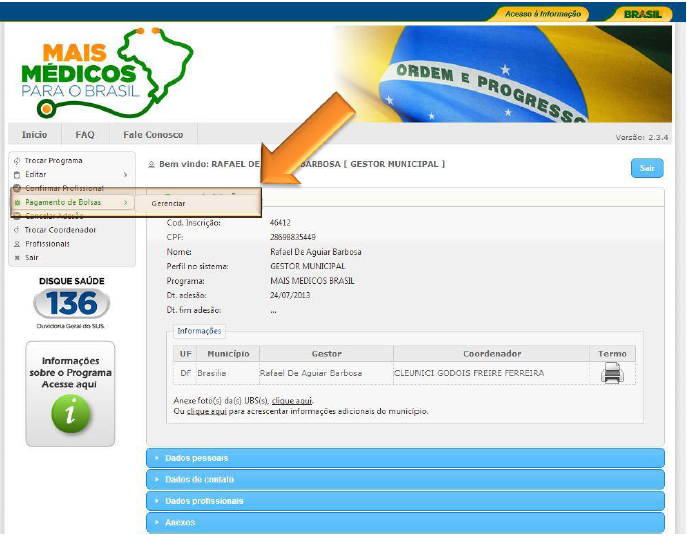 Acesso à Informação
BRASIL
MAIS
MÉDICOS
PARA O BRASIL
ORDEM E PROGRESSO
Início FAQ Fale Conosco
Versão: 2.3.4
Trocar Programa
Editar
Confirmar Profissional
Pagamento de Bolsas
Gerenciar
Cancelar Adesão
Trocar Coordenador
Profissionais
Sair
Bem vindo: RAFAEL DE BARBOSA [ GESTOR MUNICIPAL ]
Sair
Cod. Inscrição: 46412
CPF: 28698835449
Nome: Rafael De Aguiar Barbosa
Perfil no sistema: GESTOR MUNICIPAL
Programa: MAIS MEDICOS BRASIL
Dt. adesão: 24/07/2013
Dt. fim adesão: ...
Informações
UF Município Gestor Coordenador Termo
DF Brasilia Rafael De Aguiar Barbosa CLEUNICI GODOIS FREIRE FERREIRA
Anexe foto(s) da(s) UBS(s), clique aqui.
Ou clique aqui para acrescentar informações adicionais do município.
DISQUE SAÚDE
136
Ouvidoria Geral do SUS.
Informações
sobre o Programa
Acesse aqui
i
Dados pessoais
Dados de contato
Dados profissionais
Anexos